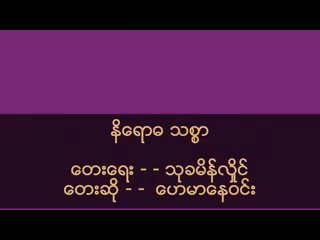 နိရောဓ သစ္စာ
တေးရေး - - သုခမိန်လှိုင်
တေးဆို - - ဟေမာနေဝင်း